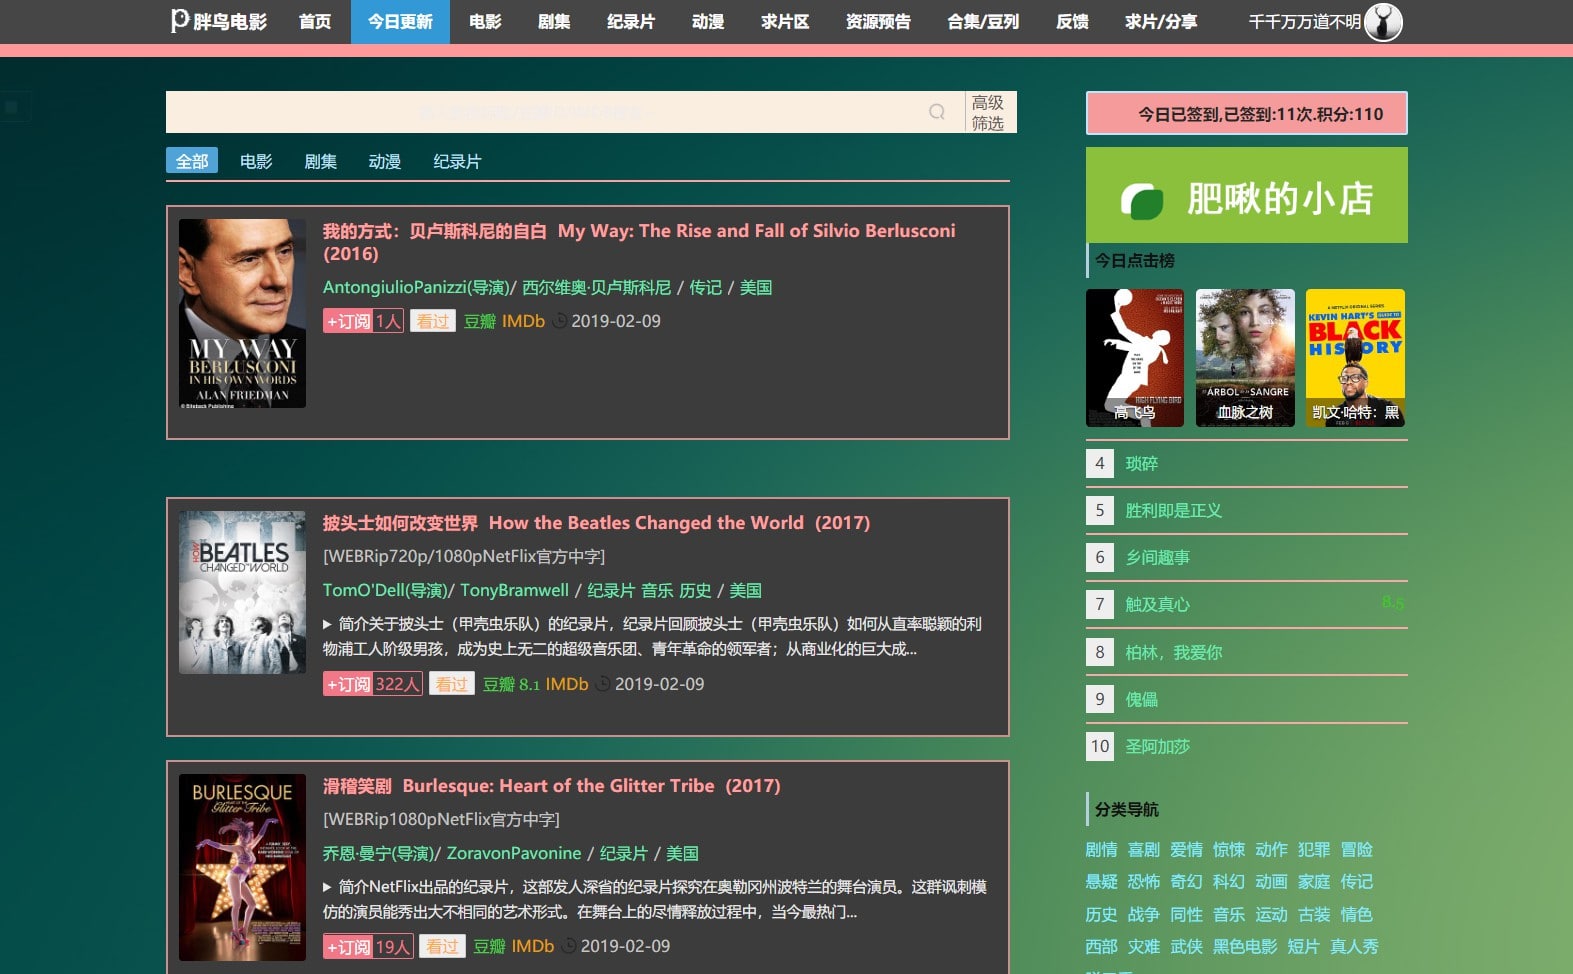 胖鸟电影 首页 今日更新 电影 剧集 纪录片 动漫 求片区 资源预告 合集/豆列 反馈 求片/分享 千千万万道不明
高级
筛选
全部 电影 剧集 动漫 纪录片
我的方式：贝卢斯科尼的自白 My Way: The Rise and Fall of Silvio Berlusconi
(2016)
AntongiulioPanizzi(导演)/ 西尔维奥·贝卢斯科尼 / 传记 / 美国
+订阅 1人 看过 豆瓣 IMDb 2019-02-09
MY WAY
BERLUSCONI
IN HIS OWN WORDS
ALAN FRIEDMAN
© Biteback Publishing
披头士如何改变世界 How the Beatles Changed the World (2017)
[WEBRip720p/1080pNetFlix官方中字]
TomO'Dell(导演)/ TonyBramwell / 纪录片 音乐 历史 / 美国
▶ 简介关于披头士（甲壳虫乐队）的纪录片，纪录片回顾披头士（甲壳虫乐队）如何从直率聪颖的利
物浦工人阶级男孩，成为史上无二的超级音乐团、青年革命的领军者；从商业化的巨大成...
+订阅 322人 看过 豆瓣 8.1 IMDb 2019-02-09
HOW
THE
BEATLES
CHANGED THE WORLD
滑稽笑剧 Burlesque: Heart of the Glitter Tribe (2017)
[WEBRip1080pNetFlix官方中字]
乔恩·曼宁(导演)/ ZoravonPavonine / 纪录片 / 美国
▶ 简介NetFlix出品的纪录片，这部发人深省的纪录片探究在奥勒冈州波特兰的舞台演员。这群讽刺模
仿的演员能秀出大不相同的艺术形式。在舞台上的尽情释放过程中，当今最热门...
+订阅 19人 看过 豆瓣 IMDb 2019-02-09
BURLESQUE
HEART OF THE
Glitter Tribe
今日已签到,已签到:11次.积分:110
肥啾的小店
今日点击榜
HIGH FLYING BIRD
高飞鸟
EL ÁRBOL DE LA SANGRE
血脉之树
A NETFLIX ORIGINAL SERIES
KEVIN HART'S GUIDE TO
BLACK
HISTORY
凯文·哈特：黑
4 琐碎
5 胜利即是正义
6 乡间趣事
7 触及真心 8.5
8 柏林，我爱你
9 傀儡
10 圣阿加莎
分类导航
剧情 喜剧 爱情 惊悚 动作 犯罪 冒险
悬疑 恐怖 奇幻 科幻 动画 家庭 传记
历史 战争 同性 音乐 运动 古装 情色
西部 灾难 武侠 黑色电影 短片 真人秀